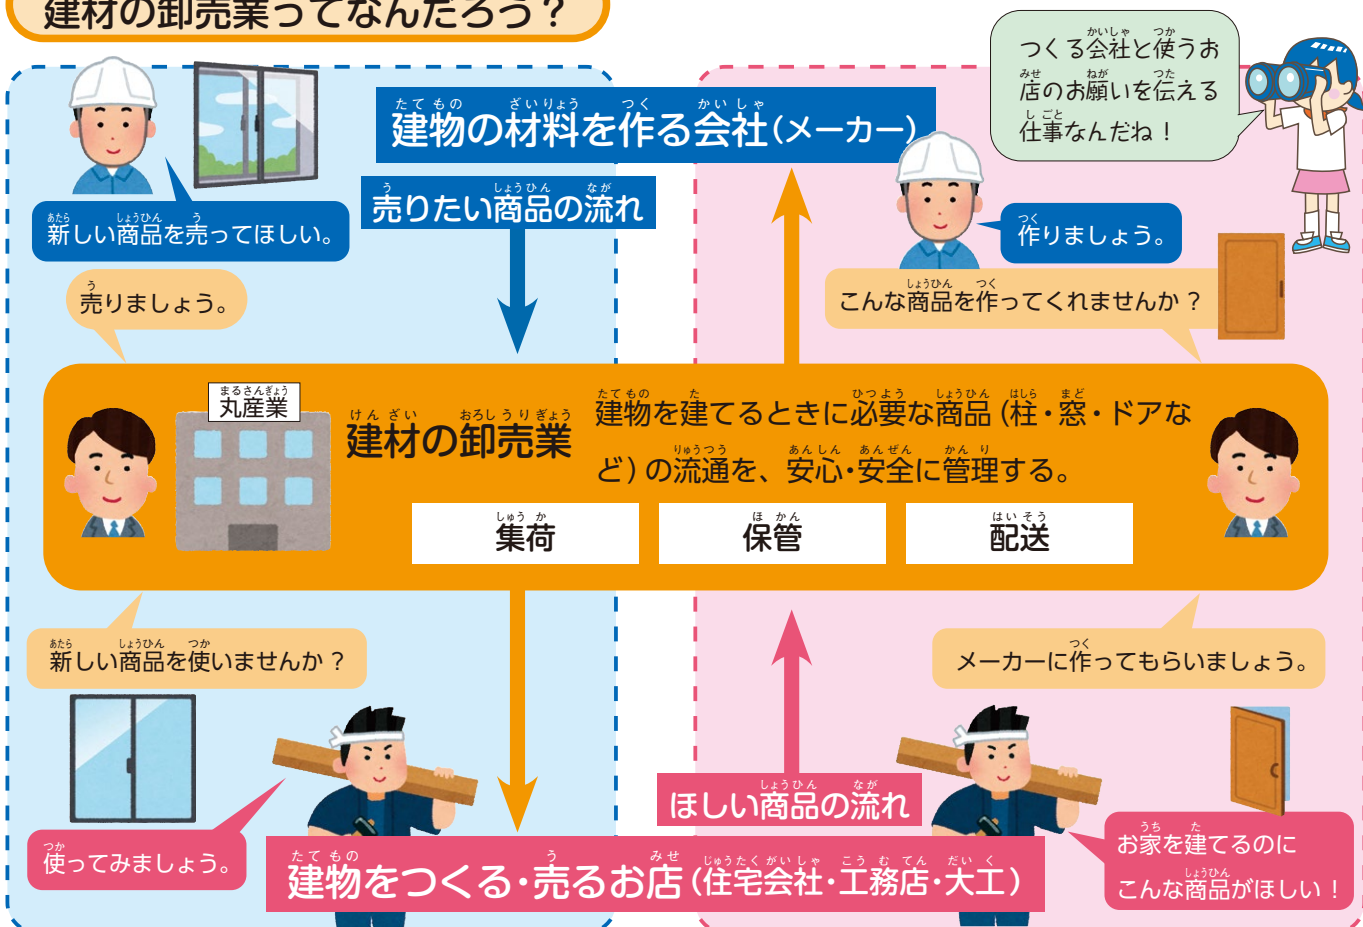 建材の卸売業ってなんだろう？
つくる会社と使うお
店のお願いを伝える
仕事なんだね！
建物の材料を作る会社(メーカー)
売りたい商品の流れ
新しい商品を売ってほしい。
売りましょう。
作りましょう。
こんな商品を作ってくれませんか？
丸産業
建材の卸売業
建物を建てるときに必要な商品(柱・窓・ドアな
ど)の流通を、安心・安全に管理する。
集荷
保管
配送
新しい商品を使いませんか？
メーカーに作ってもらいましょう。
使ってみましょう。
ほしい商品の流れ
お家を建てるのに
こんな商品がほしい！
建物をつくる・売るお店(住宅会社・工務店・大工)